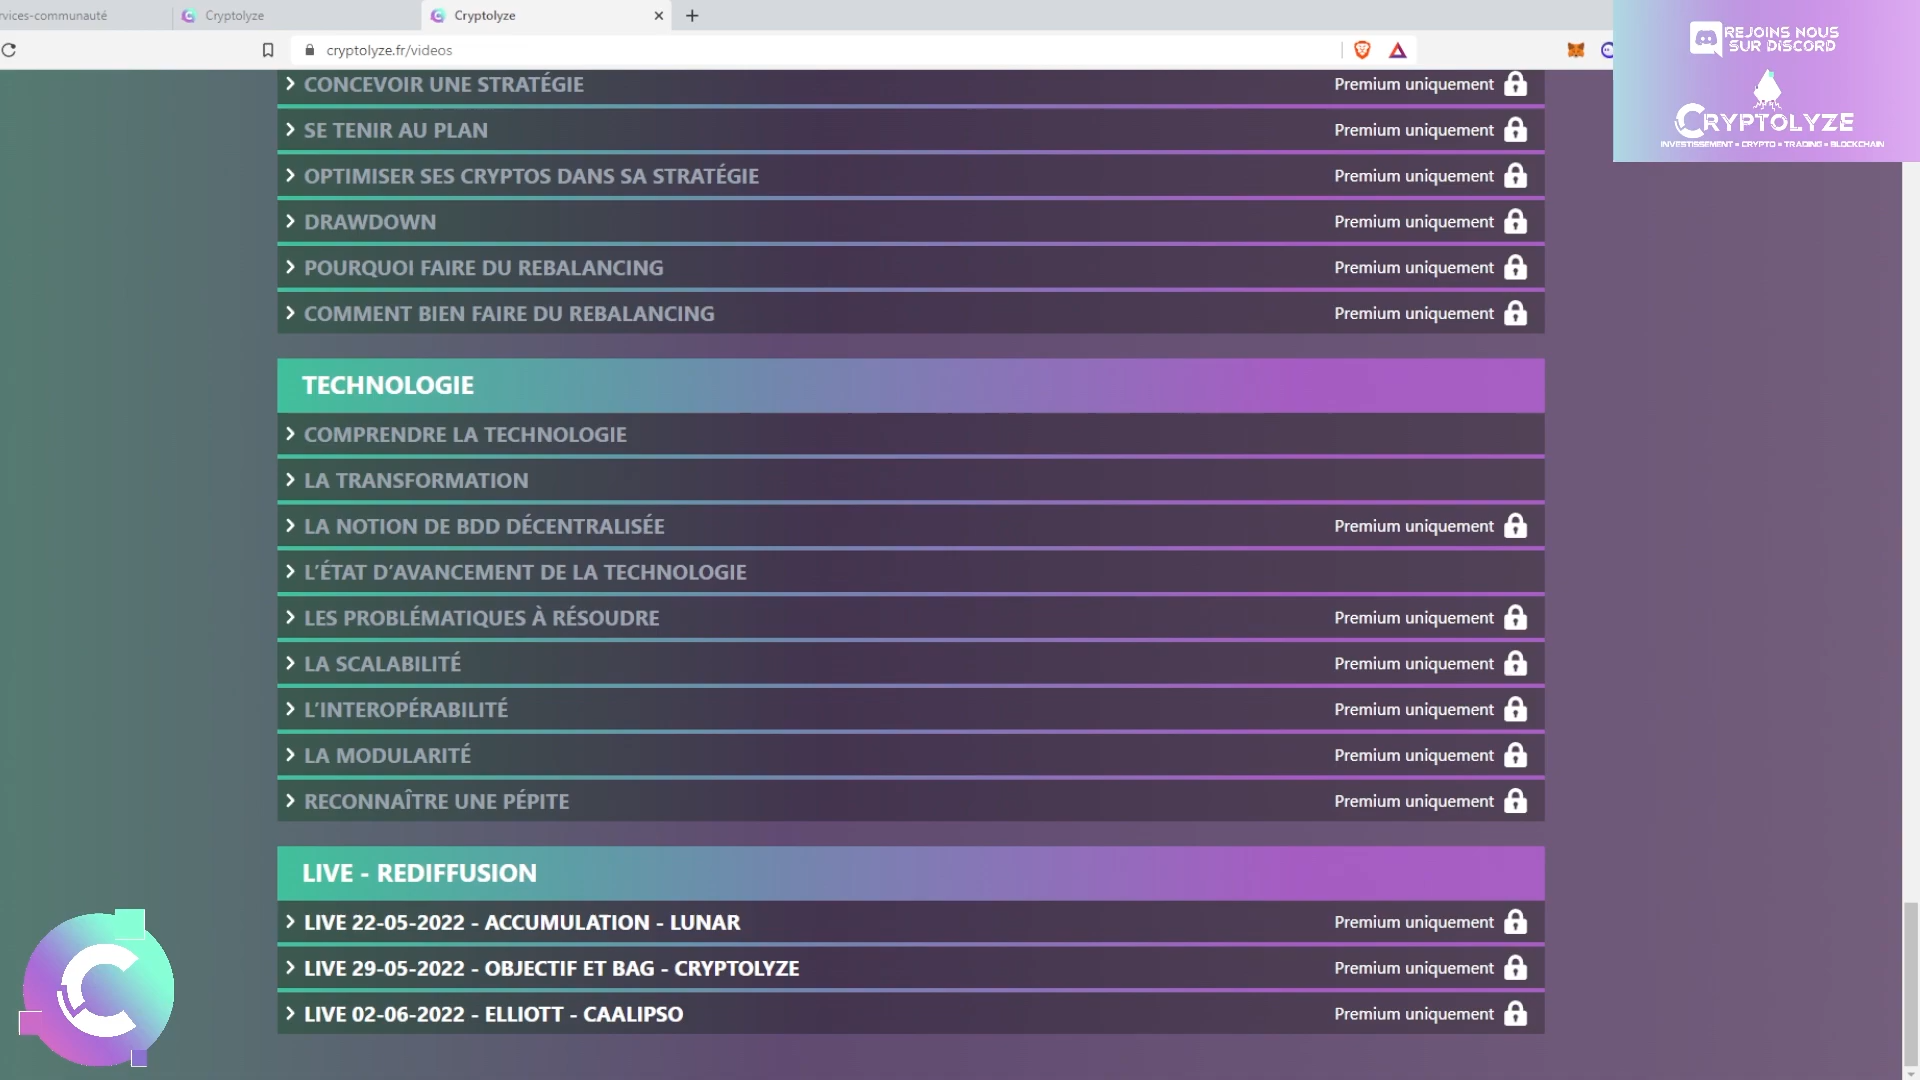 rvices-communauté
Cryptolyze
Cryptolyze
cryptolyze.fr/videos
REJOINS NOUS
SUR DISCORD
CRYPTOLYZE
INVESTISSEMENT - CRYPTO - TRADING - BLOCKCHAIN
CONCEVOIR UNE STRATÉGIE Premium uniquement
SE TENIR AU PLAN Premium uniquement
OPTIMISER SES CRYPTOS DANS SA STRATÉGIE Premium uniquement
DRAWDOWN Premium uniquement
POURQUOI FAIRE DU REBALANCING Premium uniquement
COMMENT BIEN FAIRE DU REBALANCING Premium uniquement
TECHNOLOGIE
COMPRENDRE LA TECHNOLOGIE
LA TRANSFORMATION
LA NOTION DE BDD DÉCENTRALISÉE Premium uniquement
L’ÉTAT D’AVANCEMENT DE LA TECHNOLOGIE
LES PROBLÉMATIQUES À RÉSOUDRE Premium uniquement
LA SCALABILITÉ Premium uniquement
L’INTEROPÉRABILITÉ Premium uniquement
LA MODULARITÉ Premium uniquement
RECONNAÎTRE UNE PÉPITE Premium uniquement
LIVE - REDIFFUSION
LIVE 22-05-2022 - ACCUMULATION - LUNAR Premium uniquement
LIVE 29-05-2022 - OBJECTIF ET BAG - CRYPTOLYZE Premium uniquement
LIVE 02-06-2022 - ELLIOTT - CAALIPSO Premium uniquement